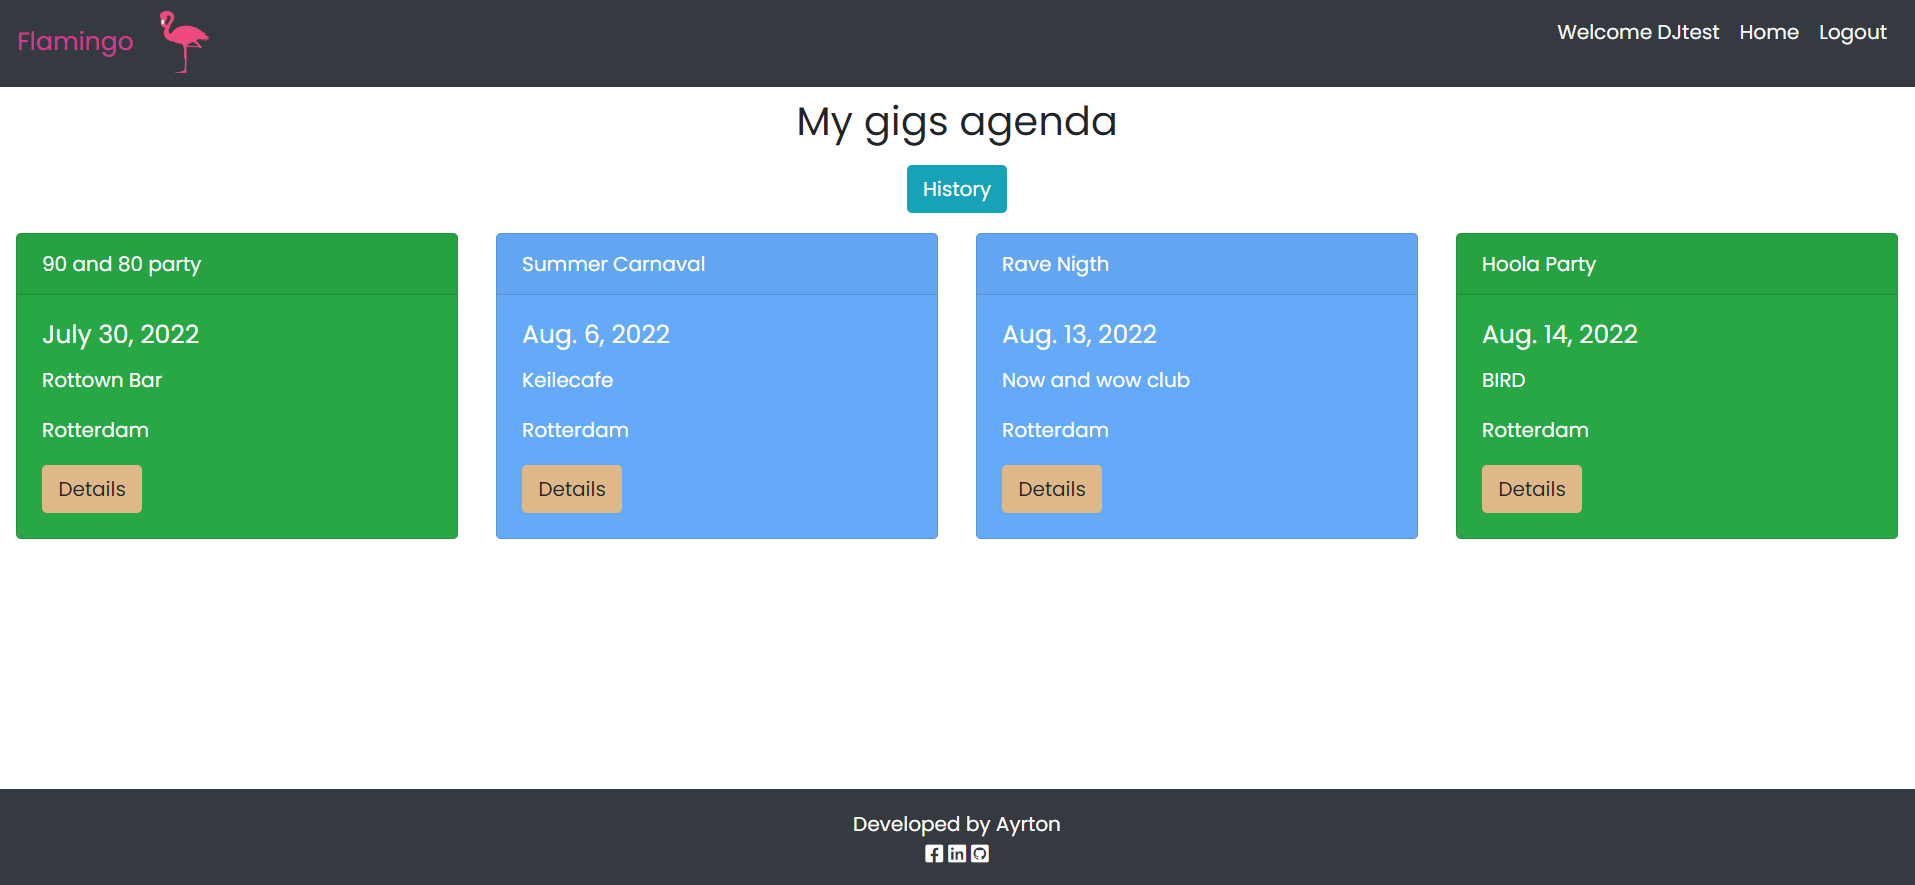 Flamingo
Welcome DJtest Home Logout
My gigs agenda
History
90 and 80 party
July 30, 2022
Rottown Bar
Rotterdam
Details
Summer Carnaval
Aug. 6, 2022
Keilecafe
Rotterdam
Details
Rave Nigth
Aug. 13, 2022
Now and wow club
Rotterdam
Details
Hoola Party
Aug. 14, 2022
BIRD
Rotterdam
Details
Developed by Ayrton